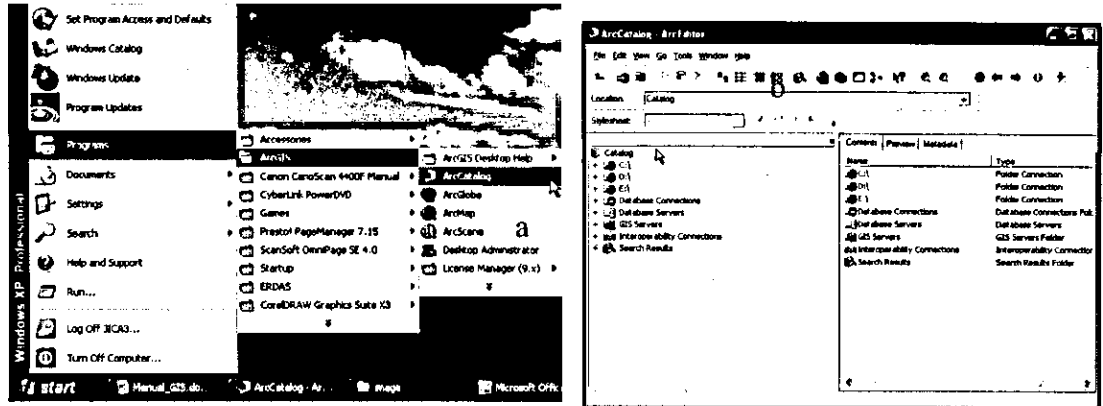 Set Program Access and Defaults
Windows Catalog
Windows Update
Program Updates
Programs
Documents
Settings
Search
Help and Support
Run...
Log Off JICA3...
Turn Off Computer...
Windows XP Professional
Accessories
ArcGIS
Canon CanoScan 4400F Manual
CyberLink PowerDVD
Games
Presto! PageManager 7.15
ScanSoft OmniPage SE 4.0
Startup
ERDAS
CorelDRAW Graphics Suite X3
ArcGIS Desktop Help
ArcCatalog
ArcGlobe
ArcMap
ArcScene
Desktop Administrator
License Manager (9.x)
a
start
Manual_GIS.do..
ArcCatalog - Ar...
image
Microsoft Offic
ArcCatalog - ArcEditor
File Edit View Go Tools Window Help
Location: Catalog
Stylesheet:
Catalog
C:\
D:\
E:\
Database Connections
Database Servers
GIS Servers
Interoperability Connections
Search Results
Contents Preview Metadata
Name Type
C:\ Folder Connection
D:\ Folder Connection
E:\ Folder Connection
Database Connections Database Connections Fol
Database Servers Database Servers
GIS Servers GIS Servers Folder
Interoperability Connections Interoperability Connection
Search Results Search Results Folder